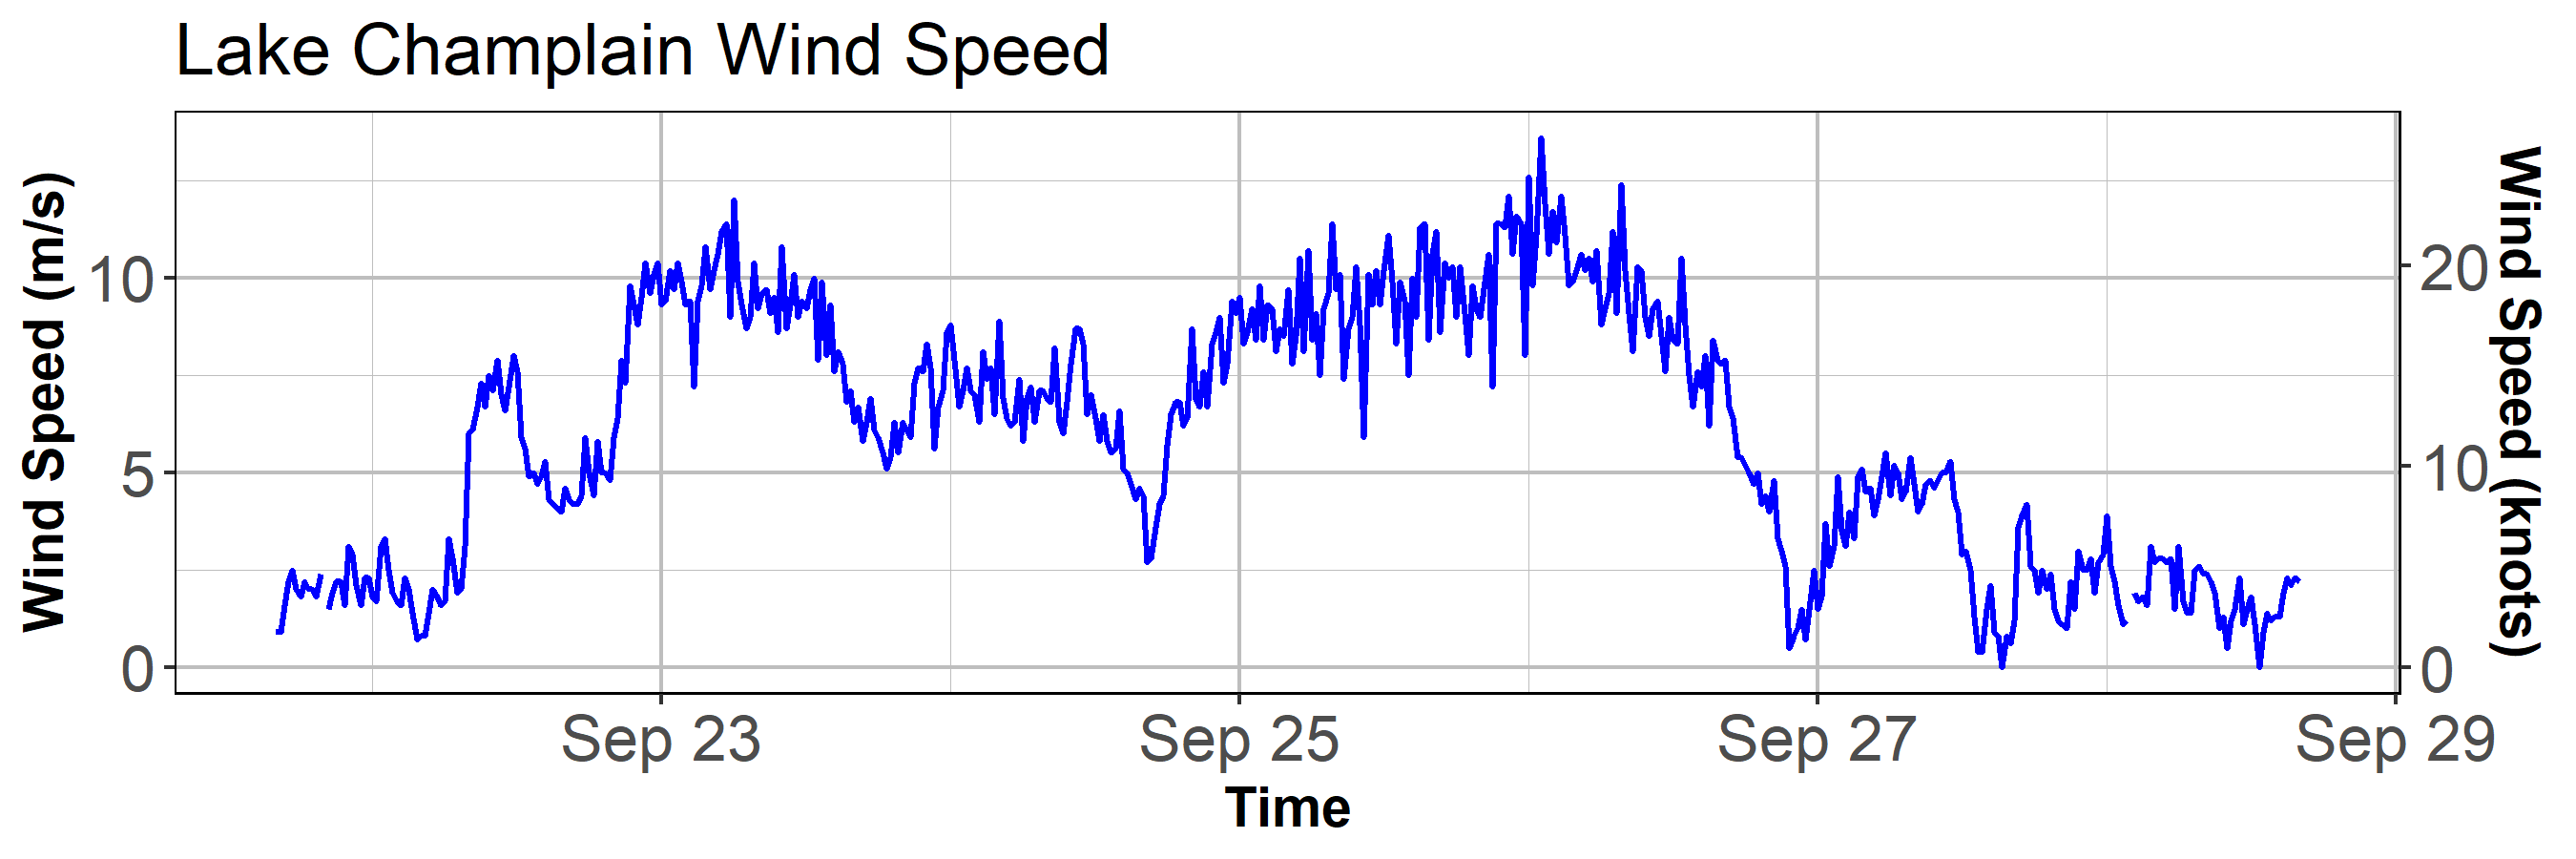 Lake Champlain Wind Speed
Wind Speed (m/s)
10
5
0
Wind Speed (knots)
20
10
0
Sep 23
Sep 25
Sep 27
Sep 29
Time